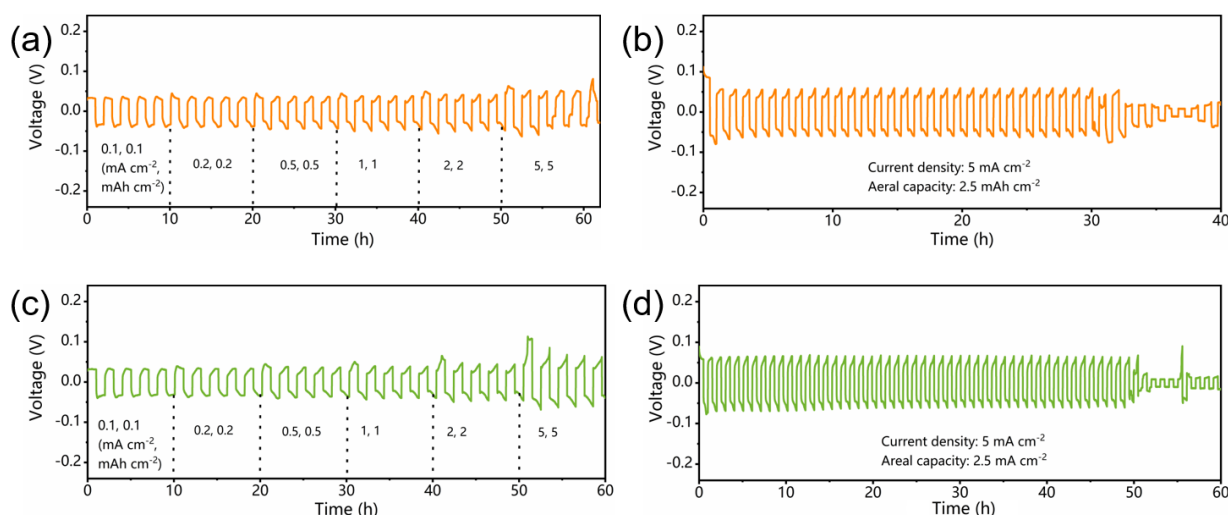 (a)
Voltage (V)
0.2
0.1
0.0
-0.1
-0.2
0.1, 0.1
(mA cm⁻²,
mAh cm⁻²)
0.2, 0.2
0.5, 0.5
1, 1
2, 2
5, 5
0 10 20 30 40 50 60
Time (h)
(b)
Voltage (V)
0.2
0.1
0.0
-0.1
-0.2
Current density: 5 mA cm⁻²
Aeral capacity: 2.5 mAh cm⁻²
0 10 20 30 40
Time (h)
(c)
Voltage (V)
0.2
0.1
0.0
-0.1
-0.2
0.1, 0.1
(mA cm⁻²,
mAh cm⁻²)
0.2, 0.2
0.5, 0.5
1, 1
2, 2
5, 5
0 10 20 30 40 50 60
Time (h)
(d)
Voltage (V)
0.2
0.1
0.0
-0.1
-0.2
Current density: 5 mA cm⁻²
Areal capacity: 2.5 mA cm⁻²
0 10 20 30 40 50 60
Time (h)